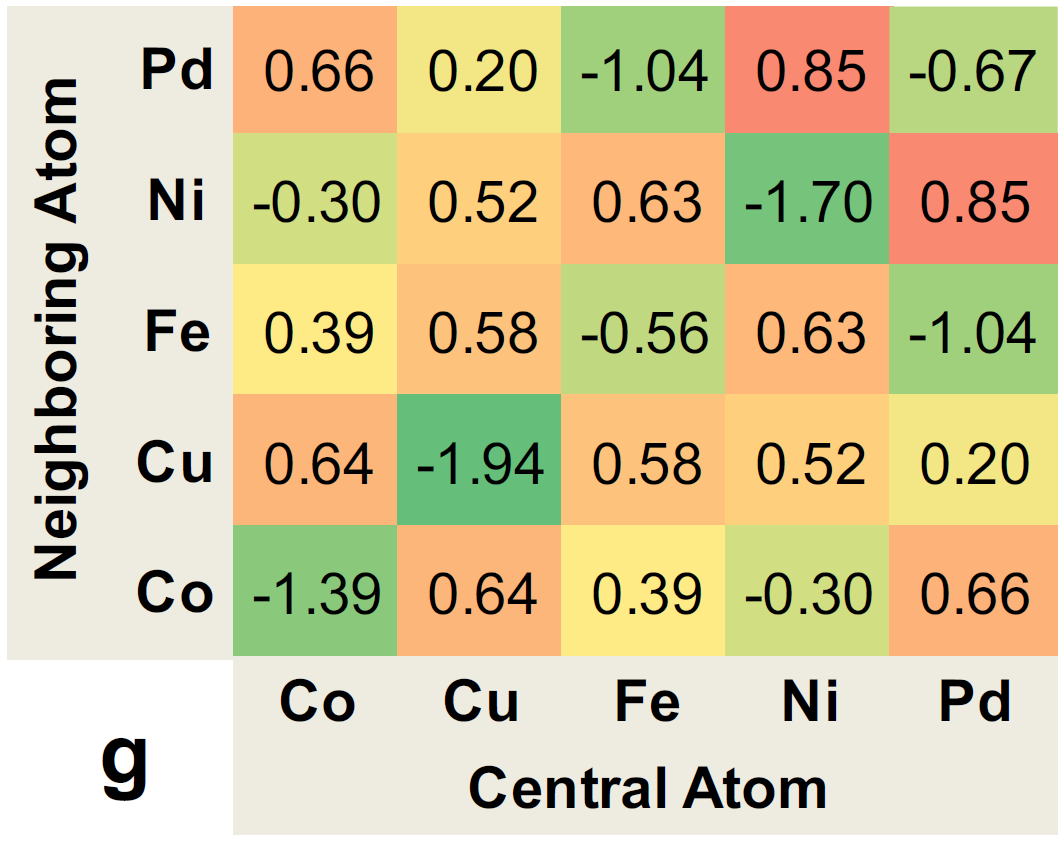 Neighboring Atom
Pd 0.66 0.20 -1.04 0.85 -0.67
Ni -0.30 0.52 0.63 -1.70 0.85
Fe 0.39 0.58 -0.56 0.63 -1.04
Cu 0.64 -1.94 0.58 0.52 0.20
Co -1.39 0.64 0.39 -0.30 0.66
Co Cu Fe Ni Pd
g
Central Atom